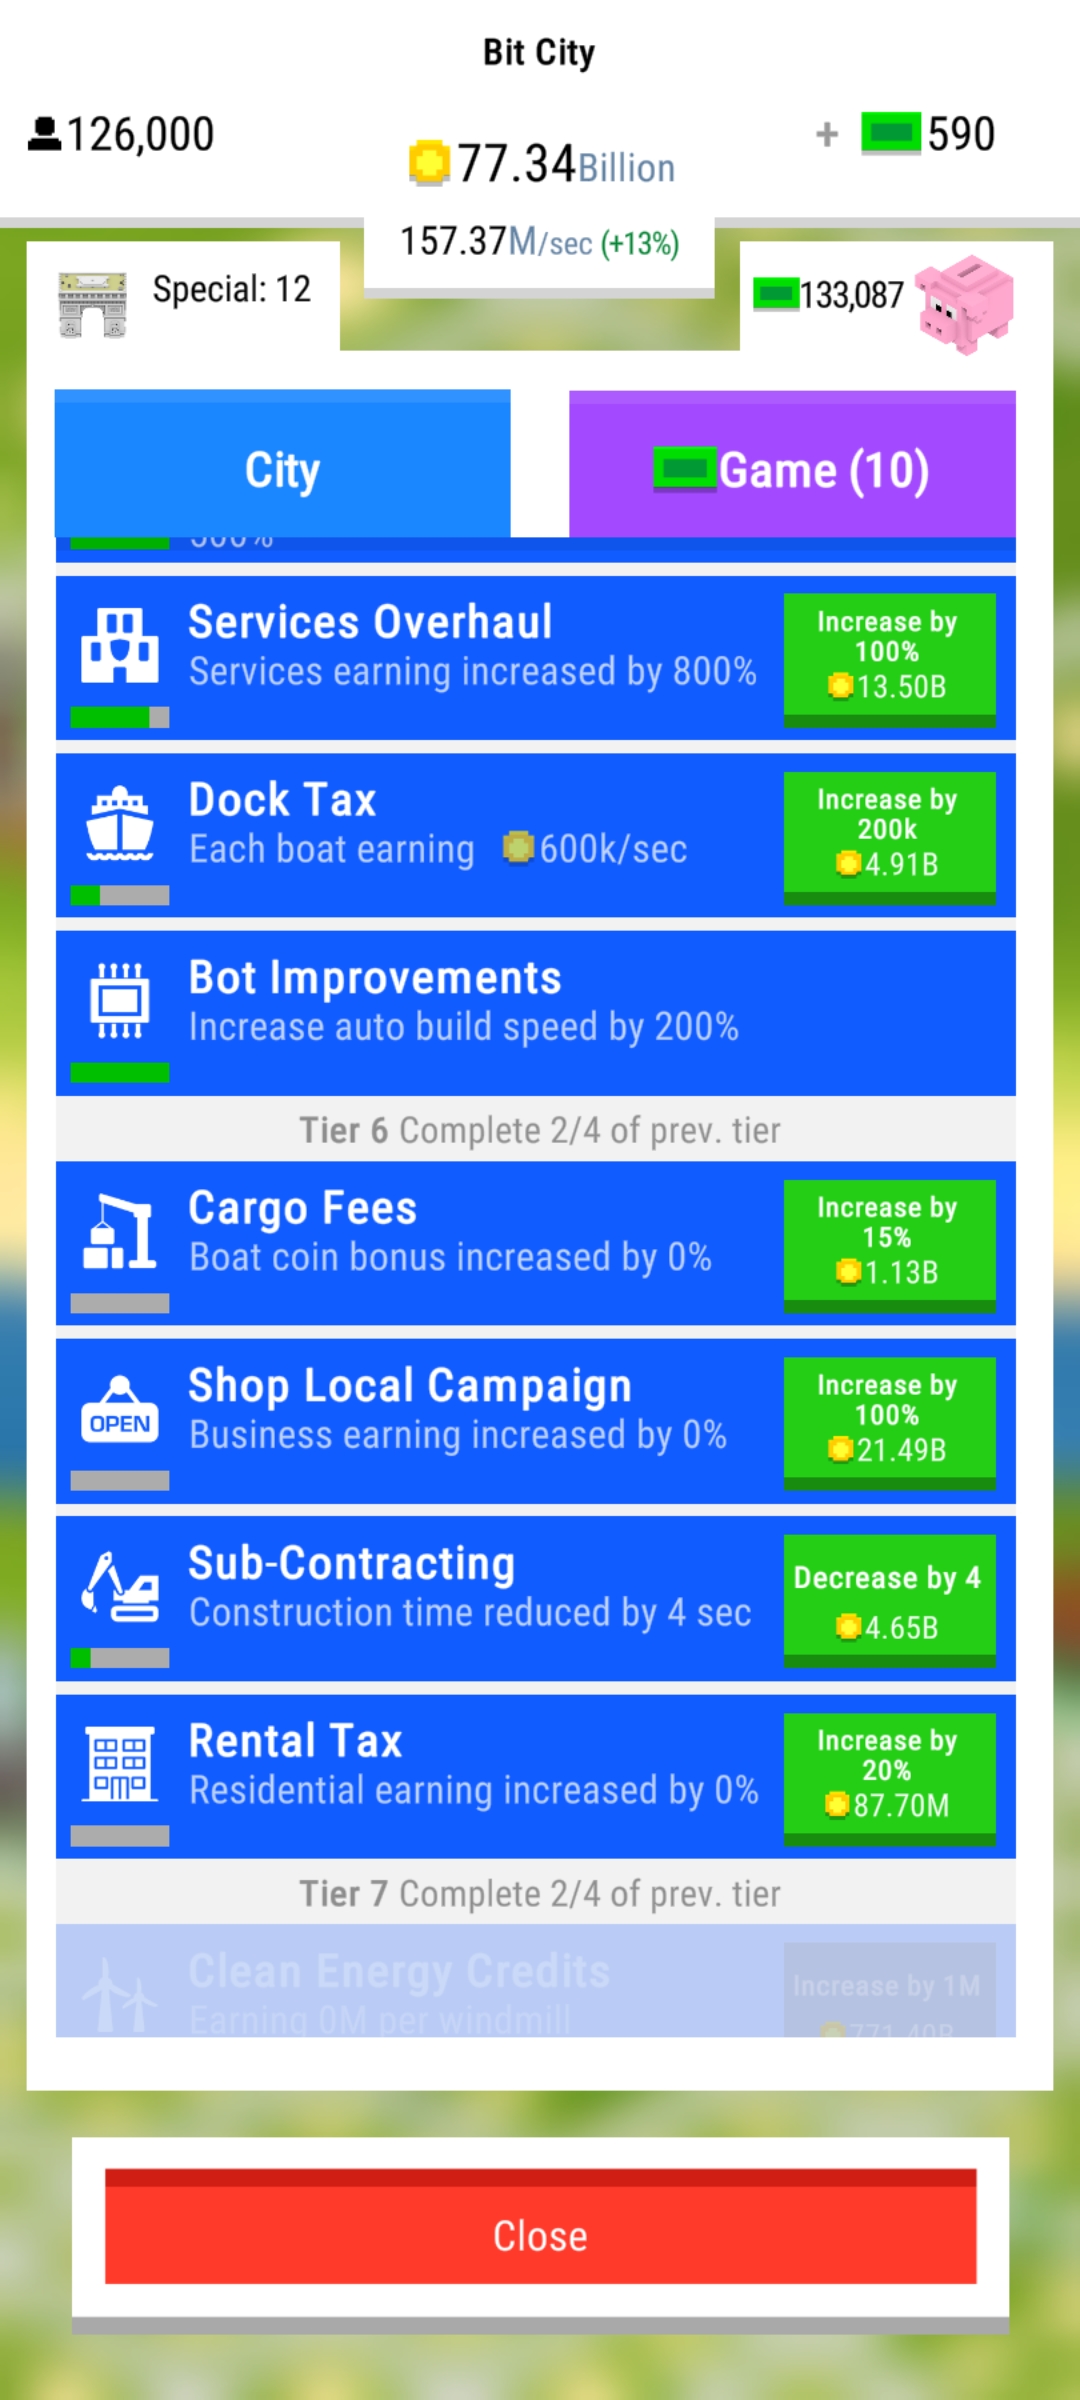 Bit City
126,000
77.34Billion
+ 590
157.37M/sec (+13%)
Special: 12
133,087
City
Game (10)
Services Overhaul
Services earning increased by 800%
Increase by
100%
13.50B
Dock Tax
Each boat earning 600k/sec
Increase by
200k
4.91B
Bot Improvements
Increase auto build speed by 200%
Tier 6 Complete 2/4 of prev. tier
Cargo Fees
Boat coin bonus increased by 0%
Increase by
15%
1.13B
Shop Local Campaign
Business earning increased by 0%
Increase by
100%
21.49B
OPEN
Sub-Contracting
Construction time reduced by 4 sec
Decrease by 4
4.65B
Rental Tax
Residential earning increased by 0%
Increase by
20%
87.70M
Tier 7 Complete 2/4 of prev. tier
Clean Energy Credits
Earning 0M per windmill
Increase by 1M
Close